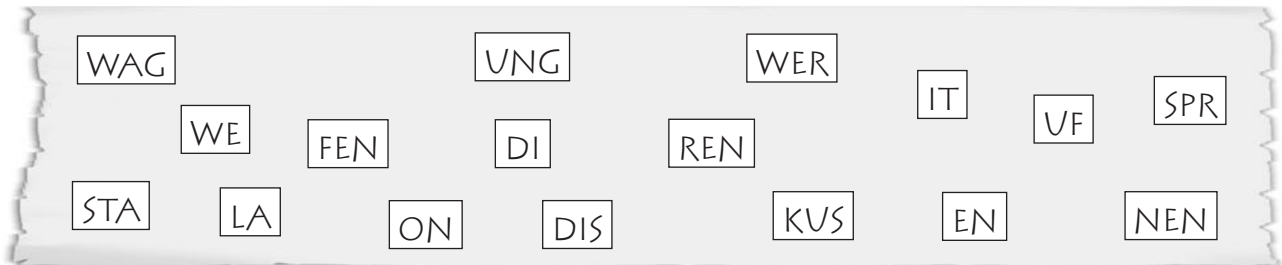 WAG UNG WER
IT UF SPR
WE FEN DI REN
STA LA ON DIS KUS EN NEN